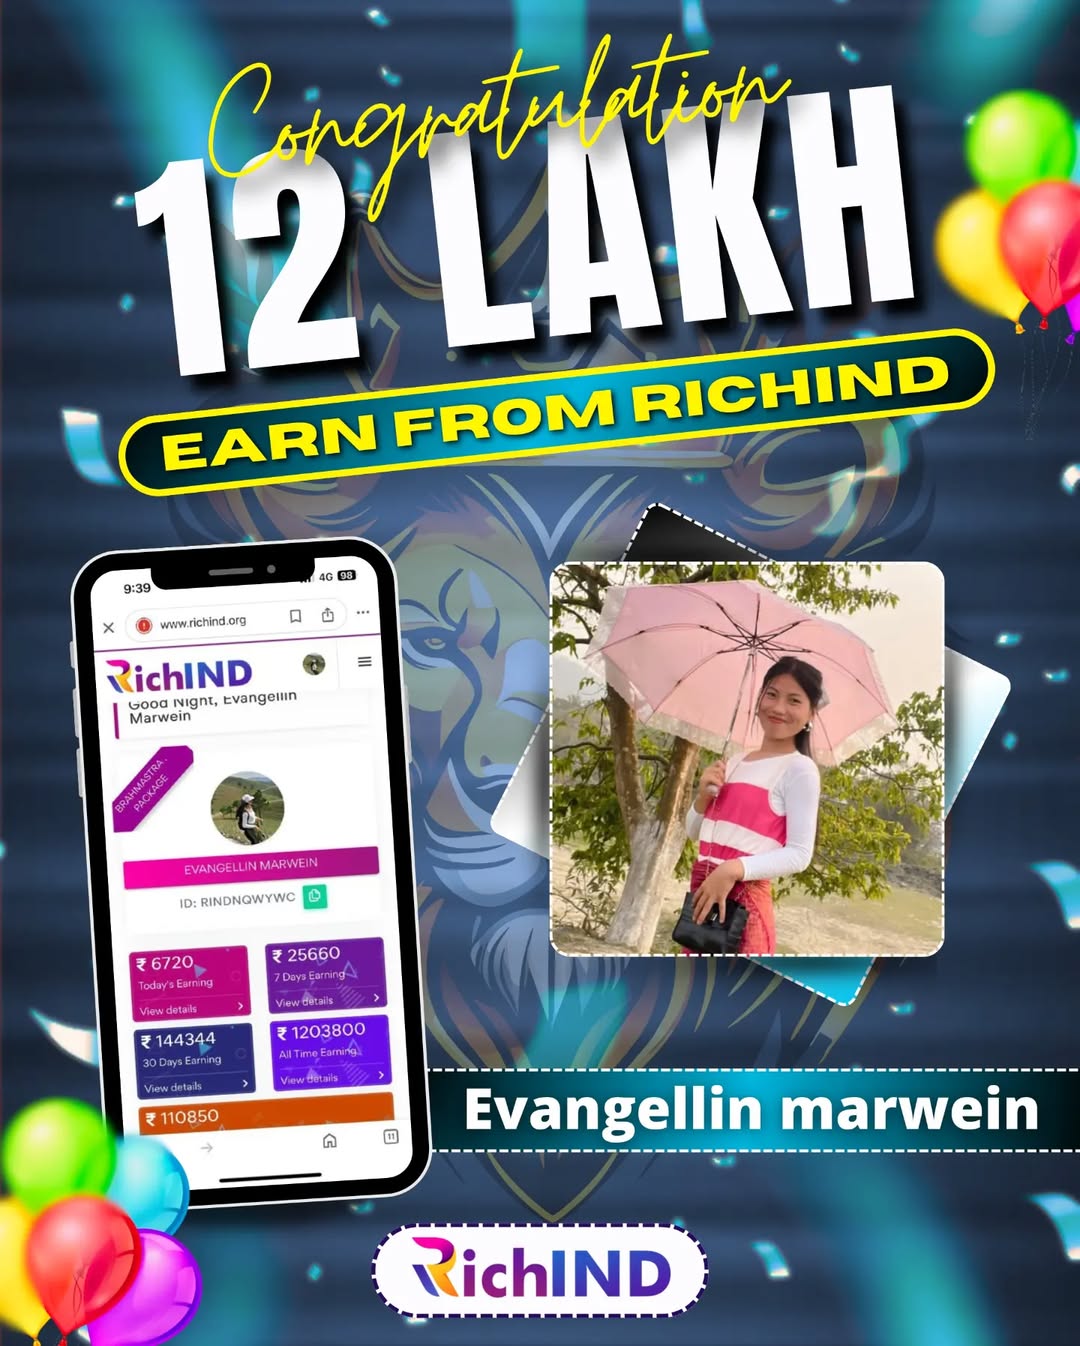 Congratulation
12 LAKH
EARN FROM RICHIND
9:39
4G 98
www.richind.org
RichIND
Good Night, Evangellin
Marwein
BRAHMASTRA
PACKAGE
EVANGELLIN MARWEIN
ID: RINDNQWYWC
₹ 6720
Today's Earning
View details
₹ 25660
7 Days Earning
View details
₹ 144344
30 Days Earning
View details
₹ 1203800
All Time Earning
View details
₹ 110850
11
Evangellin marwein
RichIND